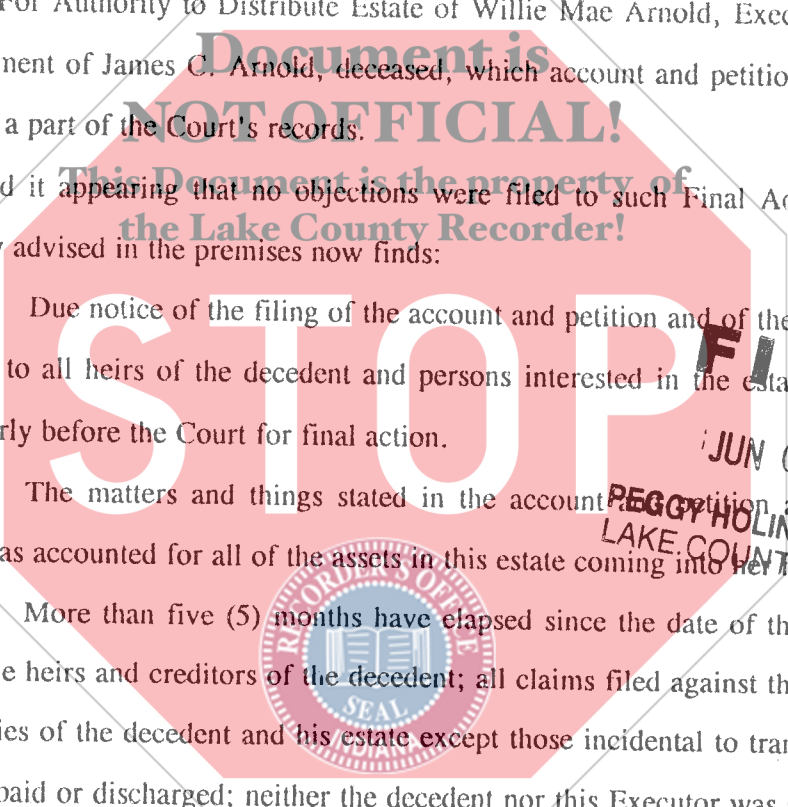 For Authority to Distribute Estate of Willie Mae Arnold, Exec
ment of James C. Arnold, deceased, which account and petitio
a part of the Court's records.
d it appearing that no objections were filed to such Final Ac
advised in the premises now finds:
Due notice of the filing of the account and petition and of the
to all heirs of the decedent and persons interested in the esta
rly before the Court for final action.
The matters and things stated in the account petition
as accounted for all of the assets in this estate coming into her
More than five (5) months have elapsed since the date of th
e heirs and creditors of the decedent; all claims filed against th
ies of the decedent and his estate except those incidental to tran
paid or discharged; neither the decedent nor this Executor was
Document is
NOT OFFICIAL!
This Document is the property of
the Lake County Recorder!
STOP
FI
JUN
PEGGY HOLIN
LAKE COUNT
RECORDER'S OFFICE
SEAL
INDIANA